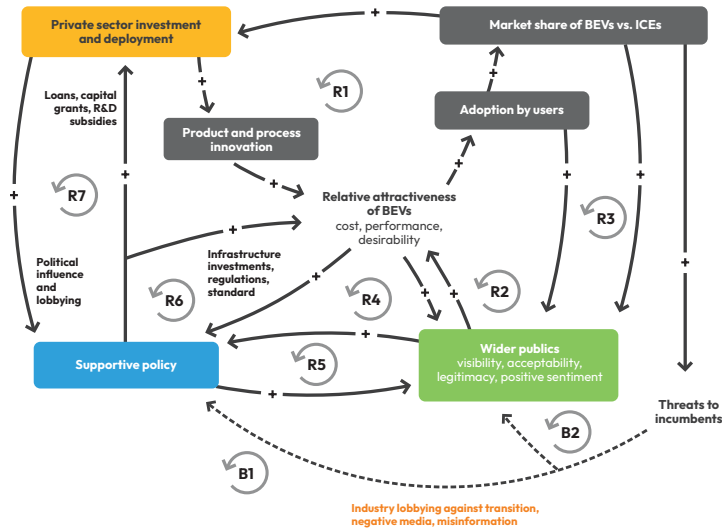 Private sector investment
and deployment
+
Market share of BEVs vs. ICEs
+
+
R1
Loans, capital
grants, R&D
subsidies
Adoption by users
Product and process
innovation
+
+
+
+
+
+
R7
+
Relative attractiveness
of BEVs
cost, performance,
desirability
R3
+
Political
influence
and
lobbying
Infrastructure
investments,
regulations,
standard
+
+
R6
R4
+
+
R2
+
Supportive policy
R5
Wider publics
visibility, acceptability,
legitimacy, positive sentiment
+
Threats to
incumbents
B2
B1
Industry lobbying against transition,
negative media, misinformation